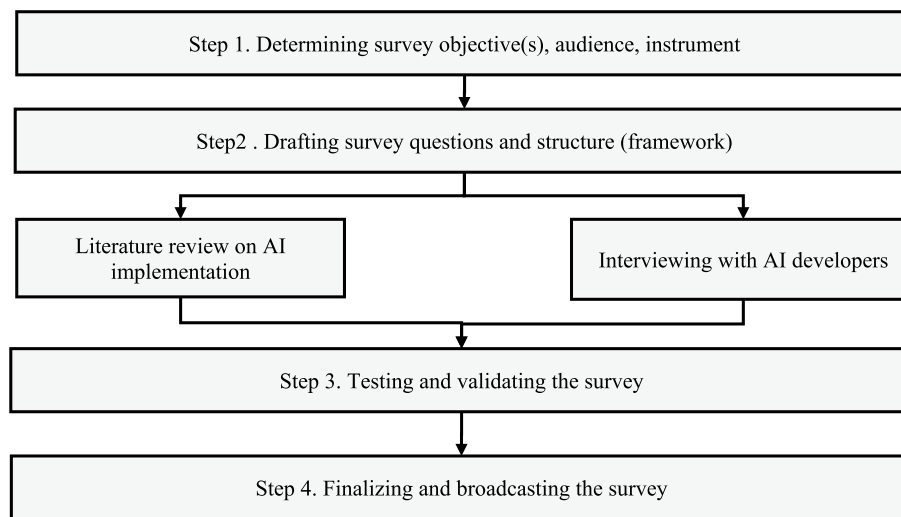 Step 1. Determining survey objective(s), audience, instrument
Step2 . Drafting survey questions and structure (framework)
Literature review on AI
implementation
Interviewing with AI developers
Step 3. Testing and validating the survey
Step 4. Finalizing and broadcasting the survey